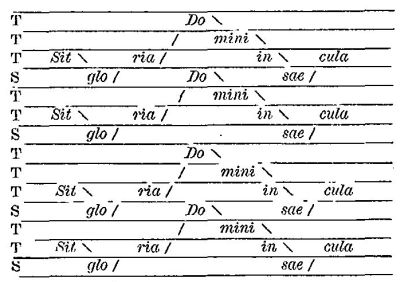 T Do \
T / mini \
T Sit \ ria / in \ cula
S glo / Do \ sae /
T / mini \
T Sit \ ria / in \ cula
S glo / sae /
T Do \
T / mini \
T Sit \ ria / in \ cula
S glo / Do \ sae /
T / mini \
T Sit \ ria / in \ cula
S glo / sae /